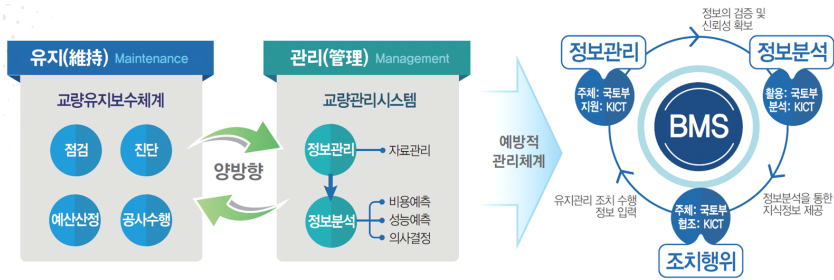 유지(維持) Maintenance
교량유지보수체계
점검
진단
예산산정
공사수행
양방향
관리(管理) Management
교량관리시스템
정보관리
자료관리
정보분석
비용예측
성능예측
의사결정
예방적
관리체계
정보의 검증 및
신뢰성 확보
정보관리
주체: 국토부
지원: KICT
정보분석
활용: 국토부
분석: KICT
BMS
유지관리 조치 수행
정보 입력
정보분석을 통한
지식정보 제공
주체: 국토부
협조: KICT
조치행위